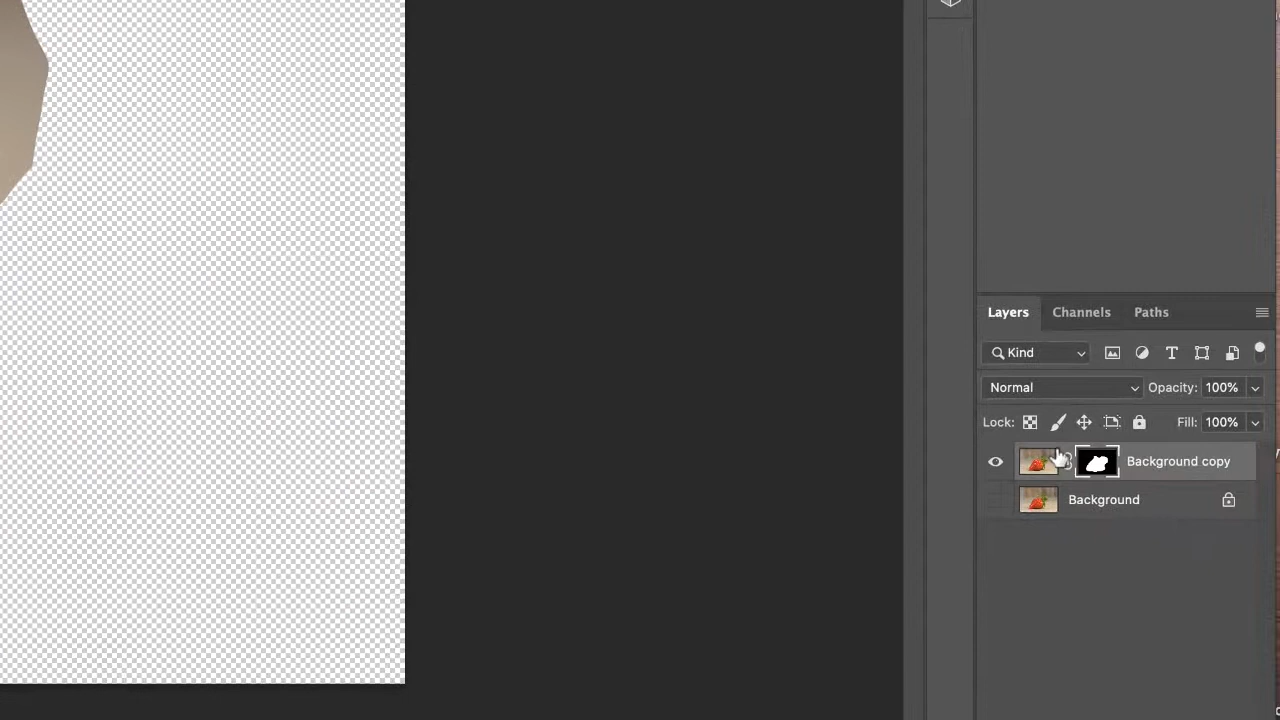 Layers Channels Paths
Kind
Normal Opacity: 100%
Lock: Fill: 100%
Background copy
Background